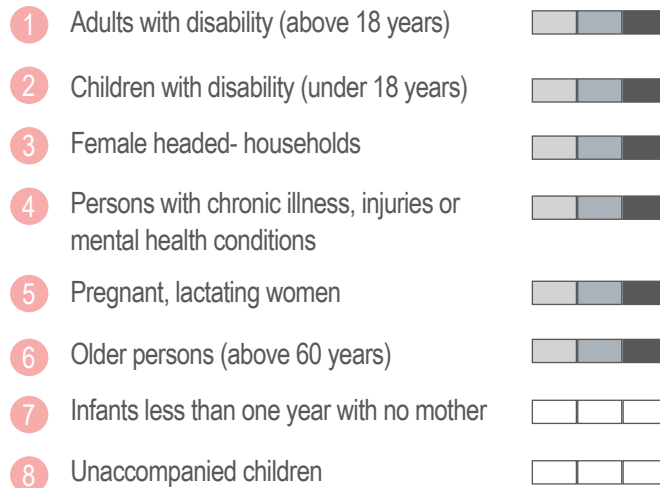 1 Adults with disability (above 18 years)
2 Children with disability (under 18 years)
3 Female headed- households
4 Persons with chronic illness, injuries or
mental health conditions
5 Pregnant, lactating women
6 Older persons (above 60 years)
7 Infants less than one year with no mother
8 Unaccompanied children